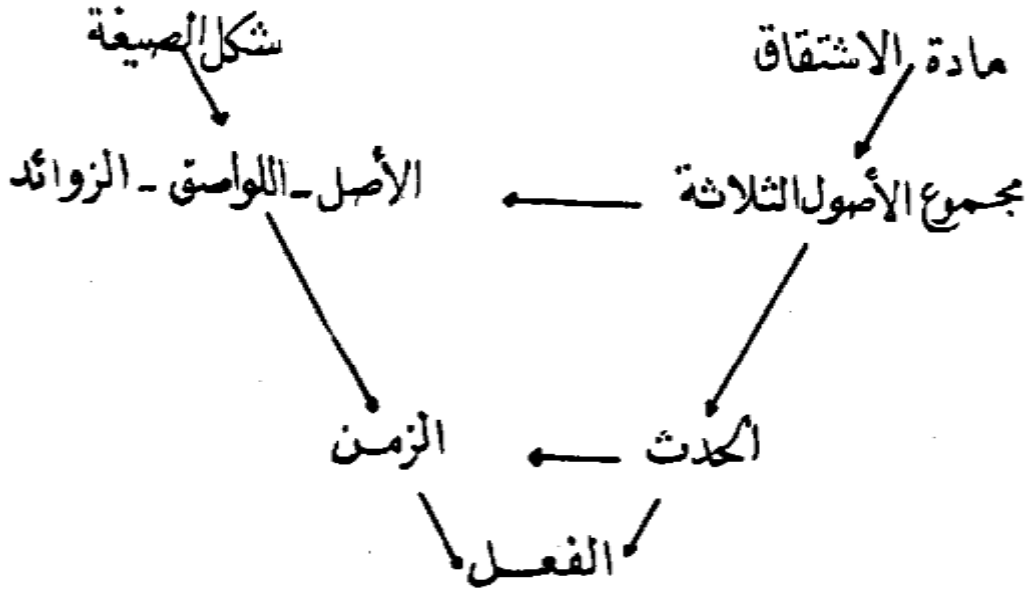 مادة الاشتقاق شكل الصيغة
مجموع الأصول الثلاثة الأصل - اللواصق - الزوائد
الحدث الزمن
الفعل